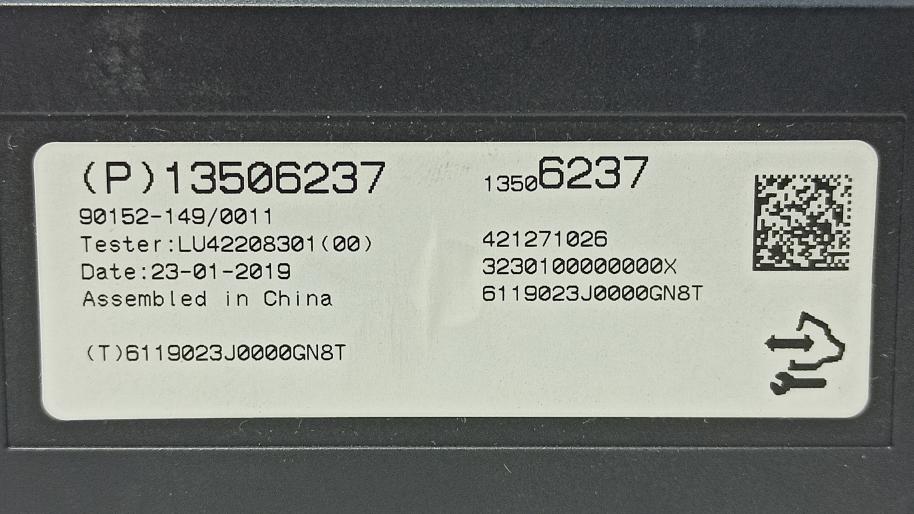 (P)13506237
90152-149/0011
Tester:LU42208301(00)
Date:23-01-2019
Assembled in China
(T)6119023J0000GN8T
13506237
421271026
3230100000000X
6119023J0000GN8T